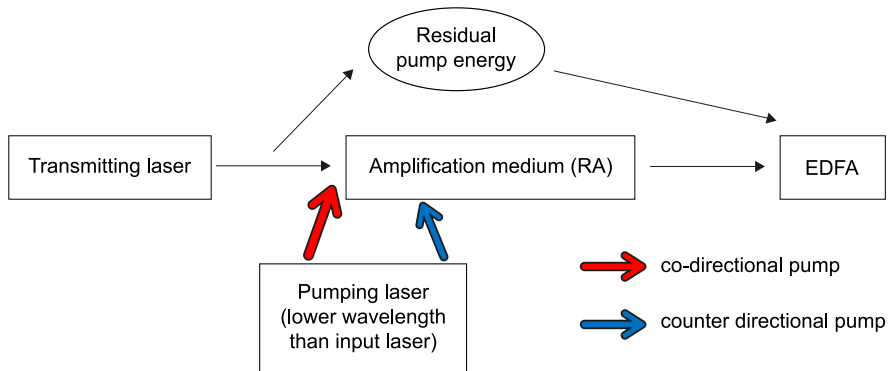 Residual
pump energy
Transmitting laser
Amplification medium (RA)
EDFA
Pumping laser
(lower wavelength
than input laser)
co-directional pump
counter directional pump